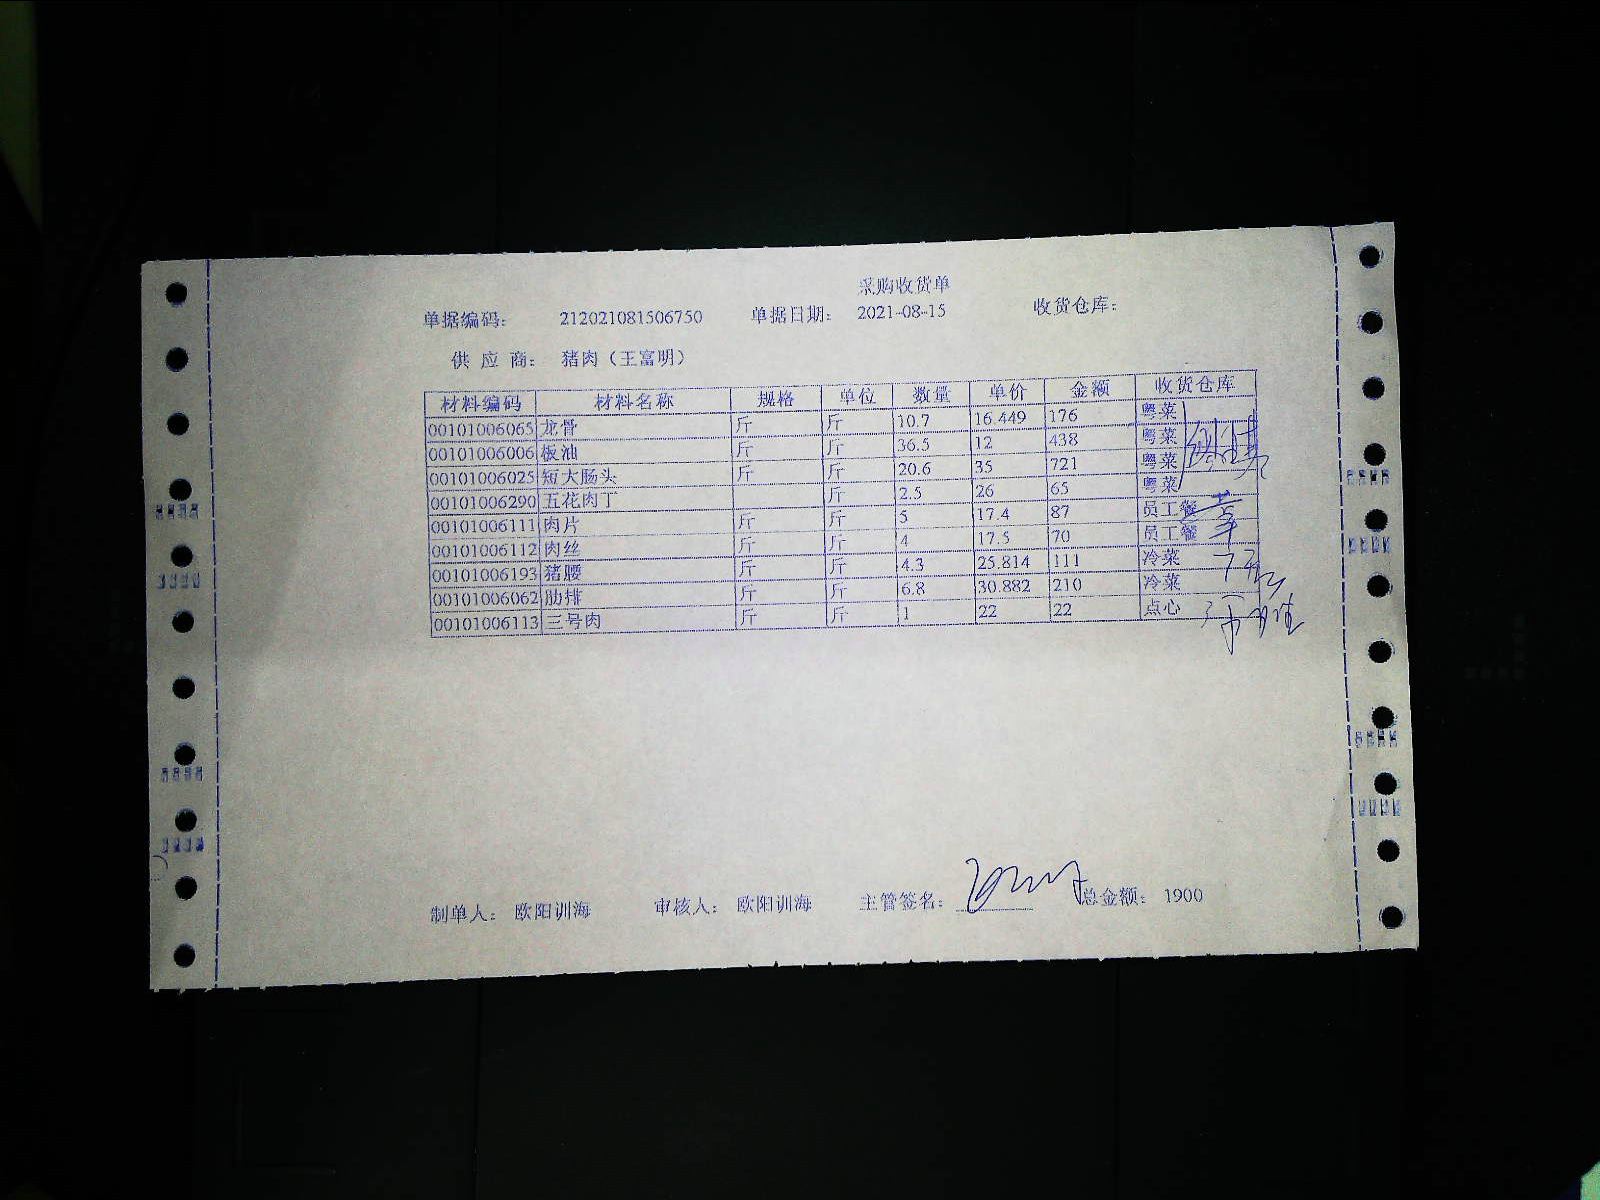 采购收货单
单据编码: 212021081506750 单据日期: 2021-08-15 收货仓库:
供应商: 猪肉（王富明）
材料编码 材料名称 规格 单位 数量 单价 金额 收货仓库
00101006065 龙骨 斤 斤 10.7 16.449 176 粤菜
00101006006 板油 斤 斤 36.5 12 438 粤菜
00101006025 短大肠头 斤 斤 20.6 35 721 粤菜
00101006290 五花肉丁 斤 2.5 26 65 粤菜
00101006111 肉片 斤 斤 5 17.4 87 员工餐
00101006112 肉丝 斤 斤 4 17.5 70 员工餐
00101006193 猪腰 斤 斤 4.3 25.814 111 冷菜
00101006062 肋排 斤 斤 6.8 30.882 210 冷菜
00101006113 三号肉 斤 斤 1 22 22 点心
制单人: 欧阳训海 审核人: 欧阳训海 主管签名: 总金额: 1900